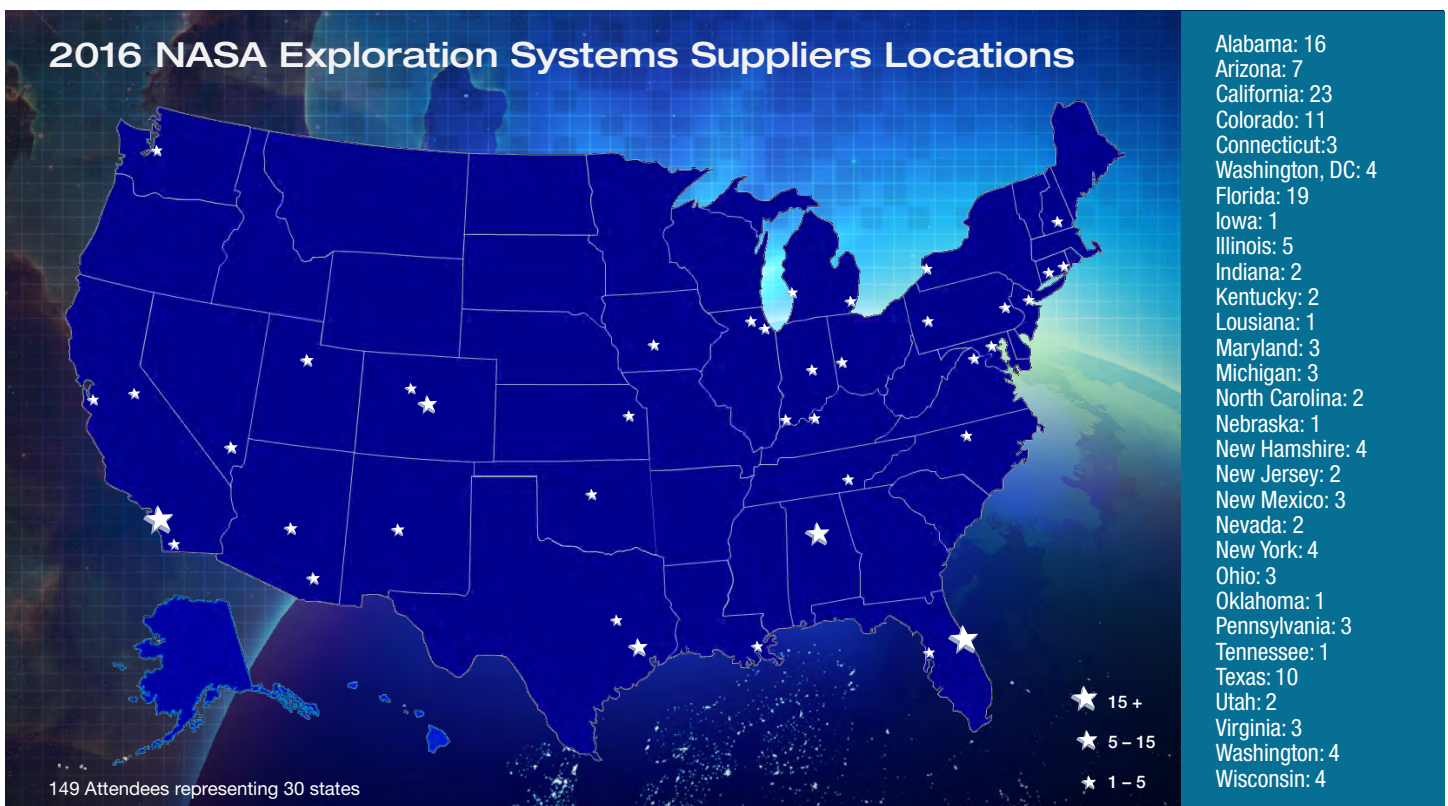 2016 NASA Exploration Systems Suppliers Locations
15 +
5 – 15
1 – 5
149 Attendees representing 30 states
Alabama: 16
Arizona: 7
California: 23
Colorado: 11
Connecticut:3
Washington, DC: 4
Florida: 19
Iowa: 1
Illinois: 5
Indiana: 2
Kentucky: 2
Lousiana: 1
Maryland: 3
Michigan: 3
North Carolina: 2
Nebraska: 1
New Hamshire: 4
New Jersey: 2
New Mexico: 3
Nevada: 2
New York: 4
Ohio: 3
Oklahoma: 1
Pennsylvania: 3
Tennessee: 1
Texas: 10
Utah: 2
Virginia: 3
Washington: 4
Wisconsin: 4